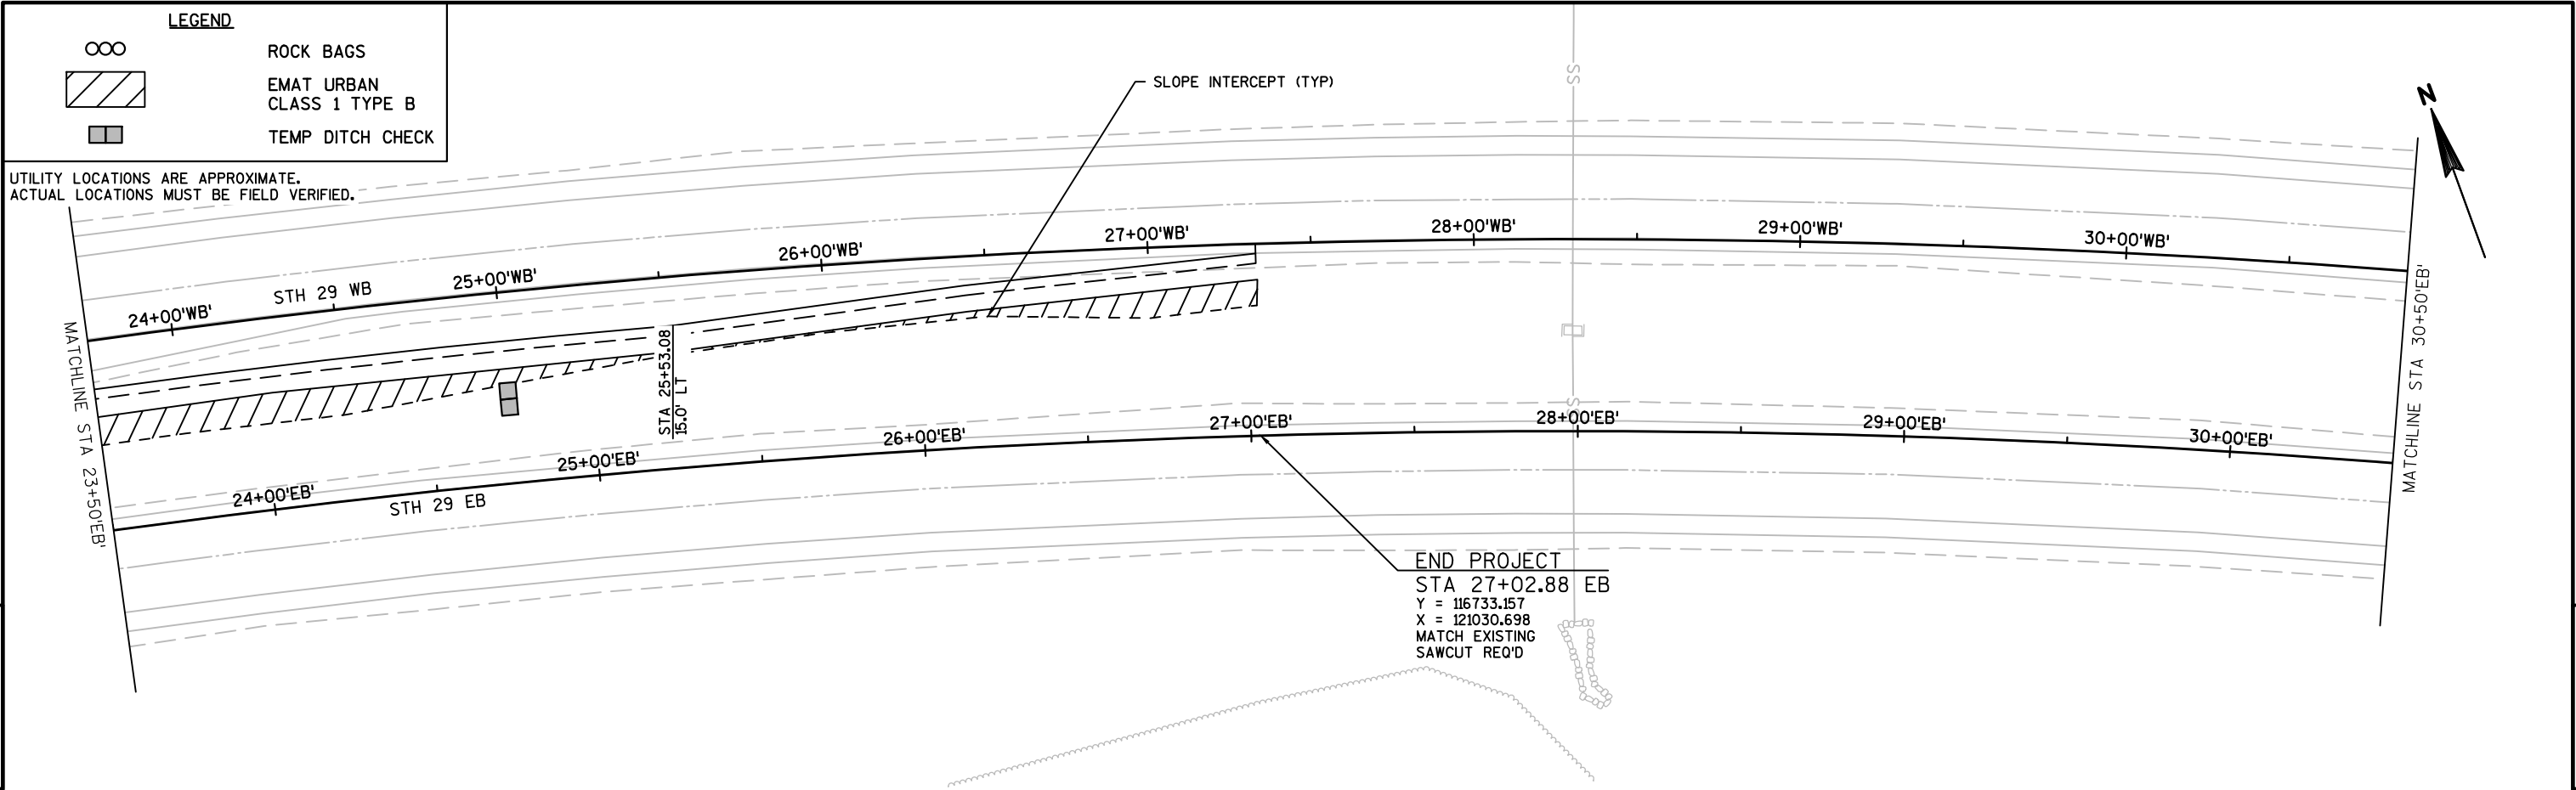 LEGEND
ROCK BAGS
EMAT URBAN
CLASS 1 TYPE B
TEMP DITCH CHECK
UTILITY LOCATIONS ARE APPROXIMATE.
ACTUAL LOCATIONS MUST BE FIELD VERIFIED.
SLOPE INTERCEPT (TYP)
SS
N
24+00'WB'
STH 29 WB
25+00'WB'
26+00'WB'
27+00'WB'
28+00'WB'
29+00'WB'
30+00'WB'
MATCHLINE STA 23+50'EB'
STA 25+53.08
15.0' LT
MATCHLINE STA 30+50'EB'
24+00'EB'
STH 29 EB
25+00'EB'
26+00'EB'
27+00'EB'
28+00'EB'
29+00'EB'
30+00'EB'
END PROJECT
STA 27+02.88 EB
Y = 116733.157
X = 121030.698
MATCH EXISTING
SAWCUT REQ'D